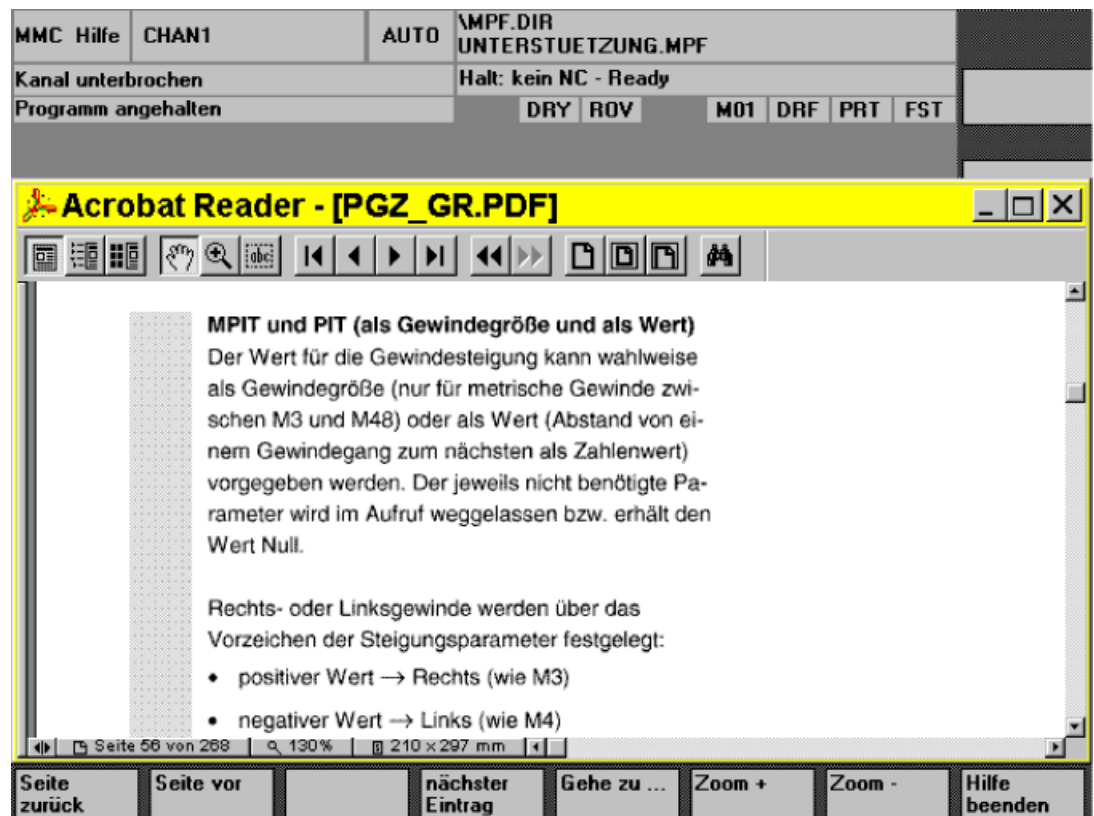 MMC Hilfe CHAN1 AUTO \MPF.DIR
UNTERSTUETZUNG.MPF
Kanal unterbrochen Halt: kein NC - Ready
Programm angehalten DRY ROV M01 DRF PRT FST
Acrobat Reader - [PGZ_GR.PDF]
abc
MPIT und PIT (als Gewindegröße und als Wert)
Der Wert für die Gewindesteigung kann wahlweise
als Gewindegröße (nur für metrische Gewinde zwi-
schen M3 und M48) oder als Wert (Abstand von ei-
nem Gewindegang zum nächsten als Zahlenwert)
vorgegeben werden. Der jeweils nicht benötigte Pa-
rameter wird im Aufruf weggelassen bzw. erhält den
Wert Null.
Rechts- oder Linksgewinde werden über das
Vorzeichen der Steigungsparameter festgelegt:
• positiver Wert → Rechts (wie M3)
• negativer Wert → Links (wie M4)
Seite 56 von 268 130% 210 × 297 mm
Seite zurück
Seite vor
nächster Eintrag
Gehe zu ...
Zoom +
Zoom -
Hilfe beenden